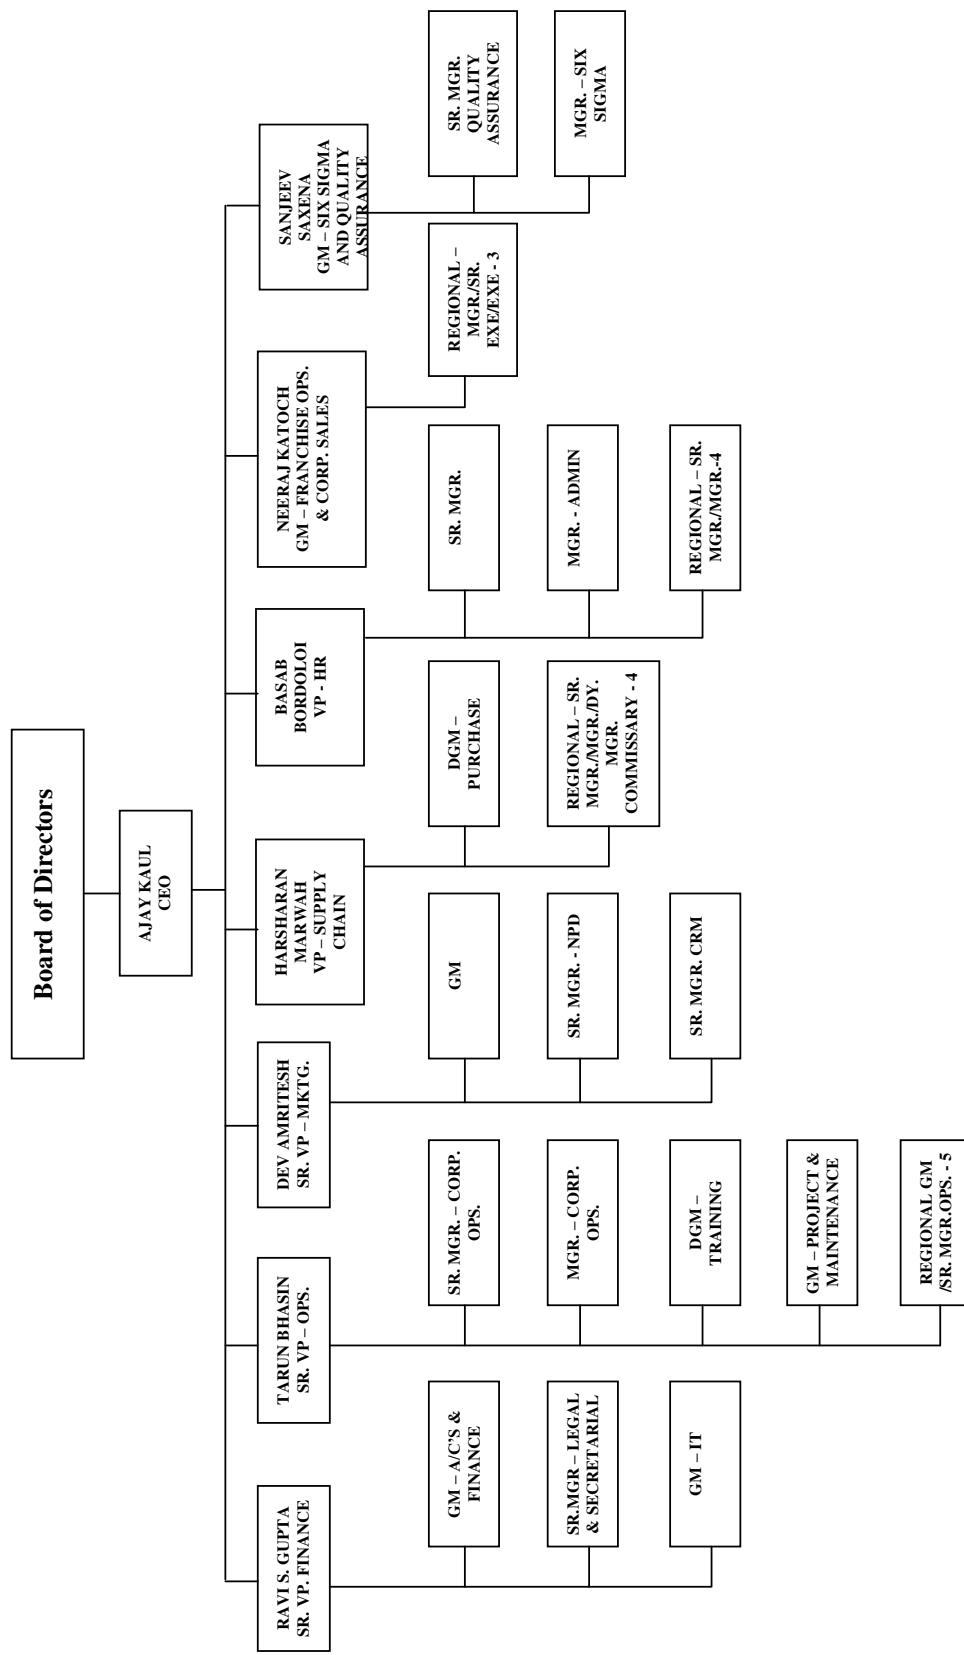 Board of Directors
AJAY KAUL
CEO
RAVI S. GUPTA
SR. VP. FINANCE
TARUN BHASIN
SR. VP – OPS.
DEV AMRITESH
SR. VP – MKTG.
HARSHARAN
MARWAH
VP – SUPPLY
CHAIN
BASAB
BORDOLOI
VP - HR
NEERAJ KATOCH
GM – FRANCHISE OPS.
& CORP. SALES
SANJEEV
SAXENA
GM – SIX SIGMA
AND QUALITY
ASSURANCE
GM – A/C'S &
FINANCE
SR.MGR – LEGAL
& SECRETARIAL
GM – IT
SR. MGR. – CORP.
OPS.
MGR. – CORP.
OPS.
DGM –
TRAINING
GM – PROJECT &
MAINTENANCE
REGIONAL GM
/SR. MGR.OPS. - 5
GM
SR. MGR. - NPD
SR. MGR. CRM
DGM –
PURCHASE
REGIONAL – SR.
MGR./MGR./DY.
MGR.
COMMISSARY - 4
SR. MGR.
MGR. - ADMIN
REGIONAL – SR.
MGR./MGR.-4
REGIONAL –
MGR./SR.
EXE/EXE - 3
SR. MGR.
QUALITY
ASSURANCE
MGR. – SIX
SIGMA